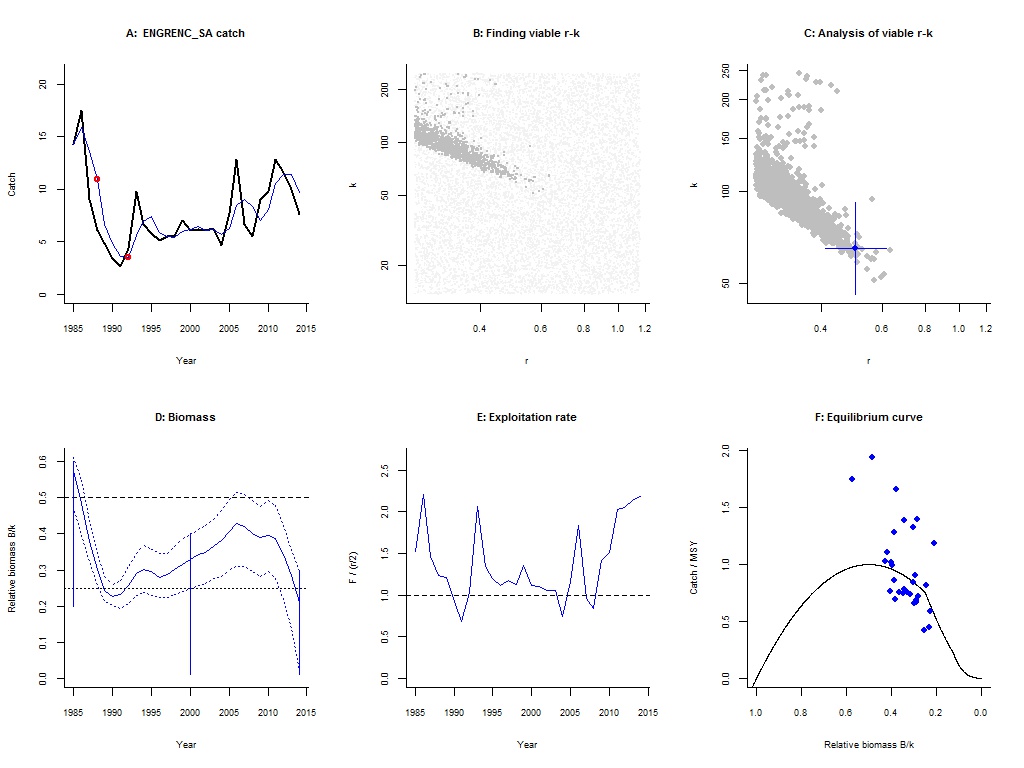 A: ENGRENC_SA catch
Catch
20
15
10
5
0
1985 1990 1995 2000 2005 2010 2015
Year
B: Finding viable r-k
k
200
100
50
20
0.4 0.6 0.8 1.0 1.2
r
C: Analysis of viable r-k
k
250
200
150
100
50
0.4 0.6 0.8 1.0 1.2
r
D: Biomass
Relative biomass B/k
0.6
0.5
0.4
0.3
0.2
0.1
0.0
1985 1990 1995 2000 2005 2010 2015
Year
E: Exploitation rate
F / (r/2)
2.5
2.0
1.5
1.0
0.5
0.0
1985 1990 1995 2000 2005 2010 2015
Year
F: Equilibrium curve
Catch / MSY
2.0
1.5
1.0
0.5
0.0
1.0 0.8 0.6 0.4 0.2 0.0
Relative biomass B/k